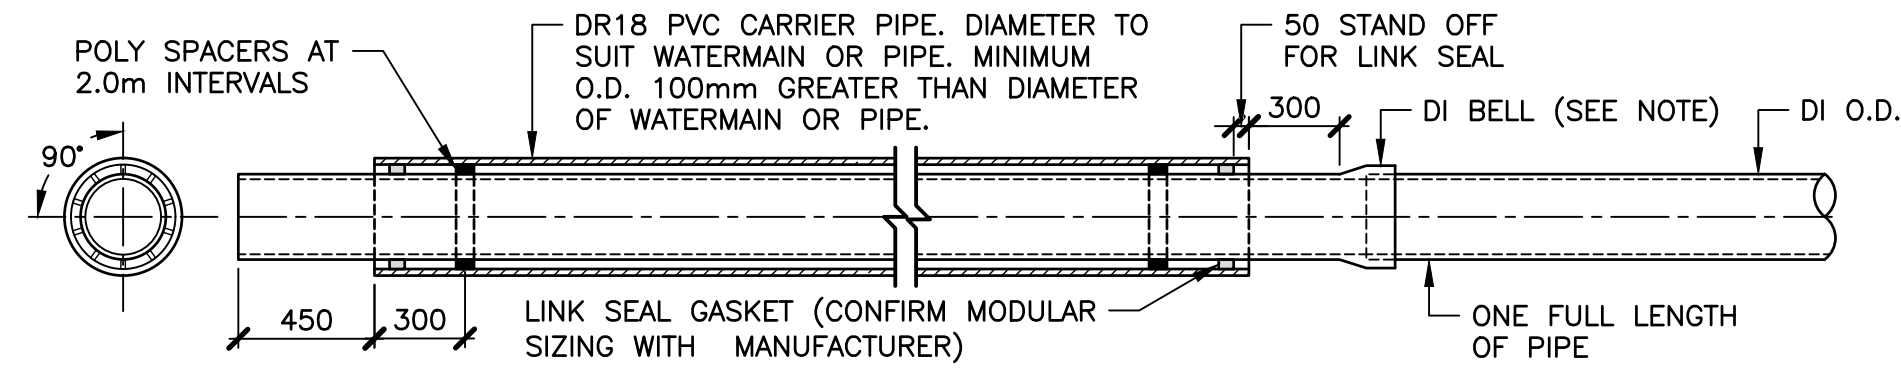 POLY SPACERS AT
2.0m INTERVALS
DR18 PVC CARRIER PIPE. DIAMETER TO
SUIT WATERMAIN OR PIPE. MINIMUM
O.D. 100mm GREATER THAN DIAMETER
OF WATERMAIN OR PIPE.
50 STAND OFF
FOR LINK SEAL
300
DI BELL (SEE NOTE)
DI O.D.
90°
450
300
LINK SEAL GASKET (CONFIRM MODULAR
SIZING WITH MANUFACTURER)
ONE FULL LENGTH
OF PIPE